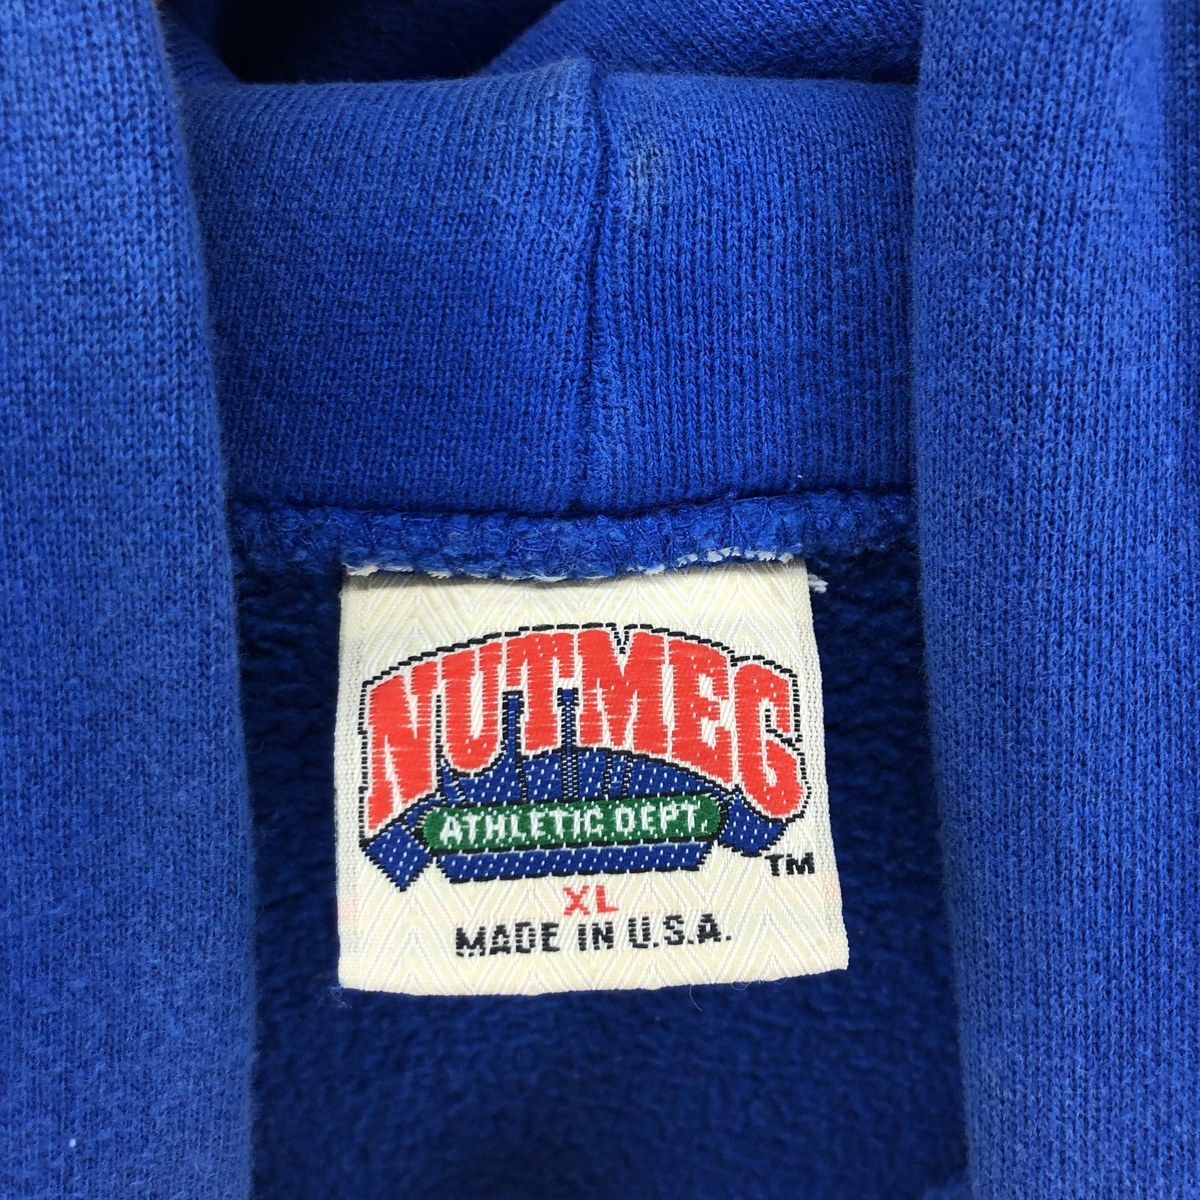 NUTMEG
ATHLETIC DEPT.
TM
XL
MADE IN U.S.A.